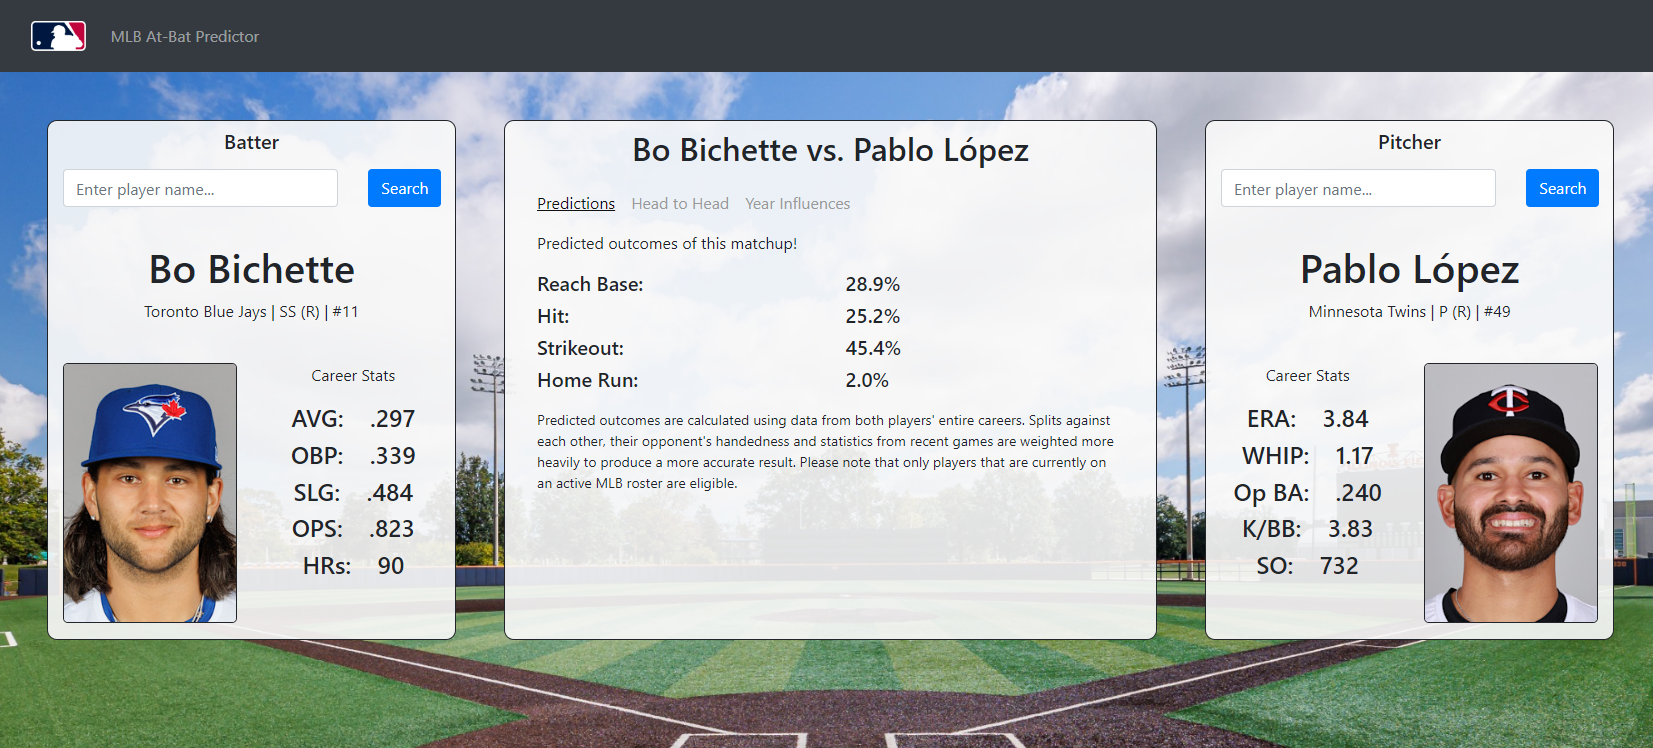 MLB At-Bat Predictor
Batter
Enter player name...
Search
Bo Bichette
Toronto Blue Jays | SS (R) | #11
Career Stats
AVG: .297
OBP: .339
SLG: .484
OPS: .823
HRs: 90
Bo Bichette vs. Pablo López
Predictions Head to Head Year Influences
Predicted outcomes of this matchup!
Reach Base: 28.9%
Hit: 25.2%
Strikeout: 45.4%
Home Run: 2.0%
Predicted outcomes are calculated using data from both players' entire careers. Splits against
each other, their opponent's handedness and statistics from recent games are weighted more
heavily to produce a more accurate result. Please note that only players that are currently on
an active MLB roster are eligible.
Pitcher
Enter player name...
Search
Pablo López
Minnesota Twins | P (R) | #49
Career Stats
ERA: 3.84
WHIP: 1.17
Op BA: .240
K/BB: 3.83
SO: 732